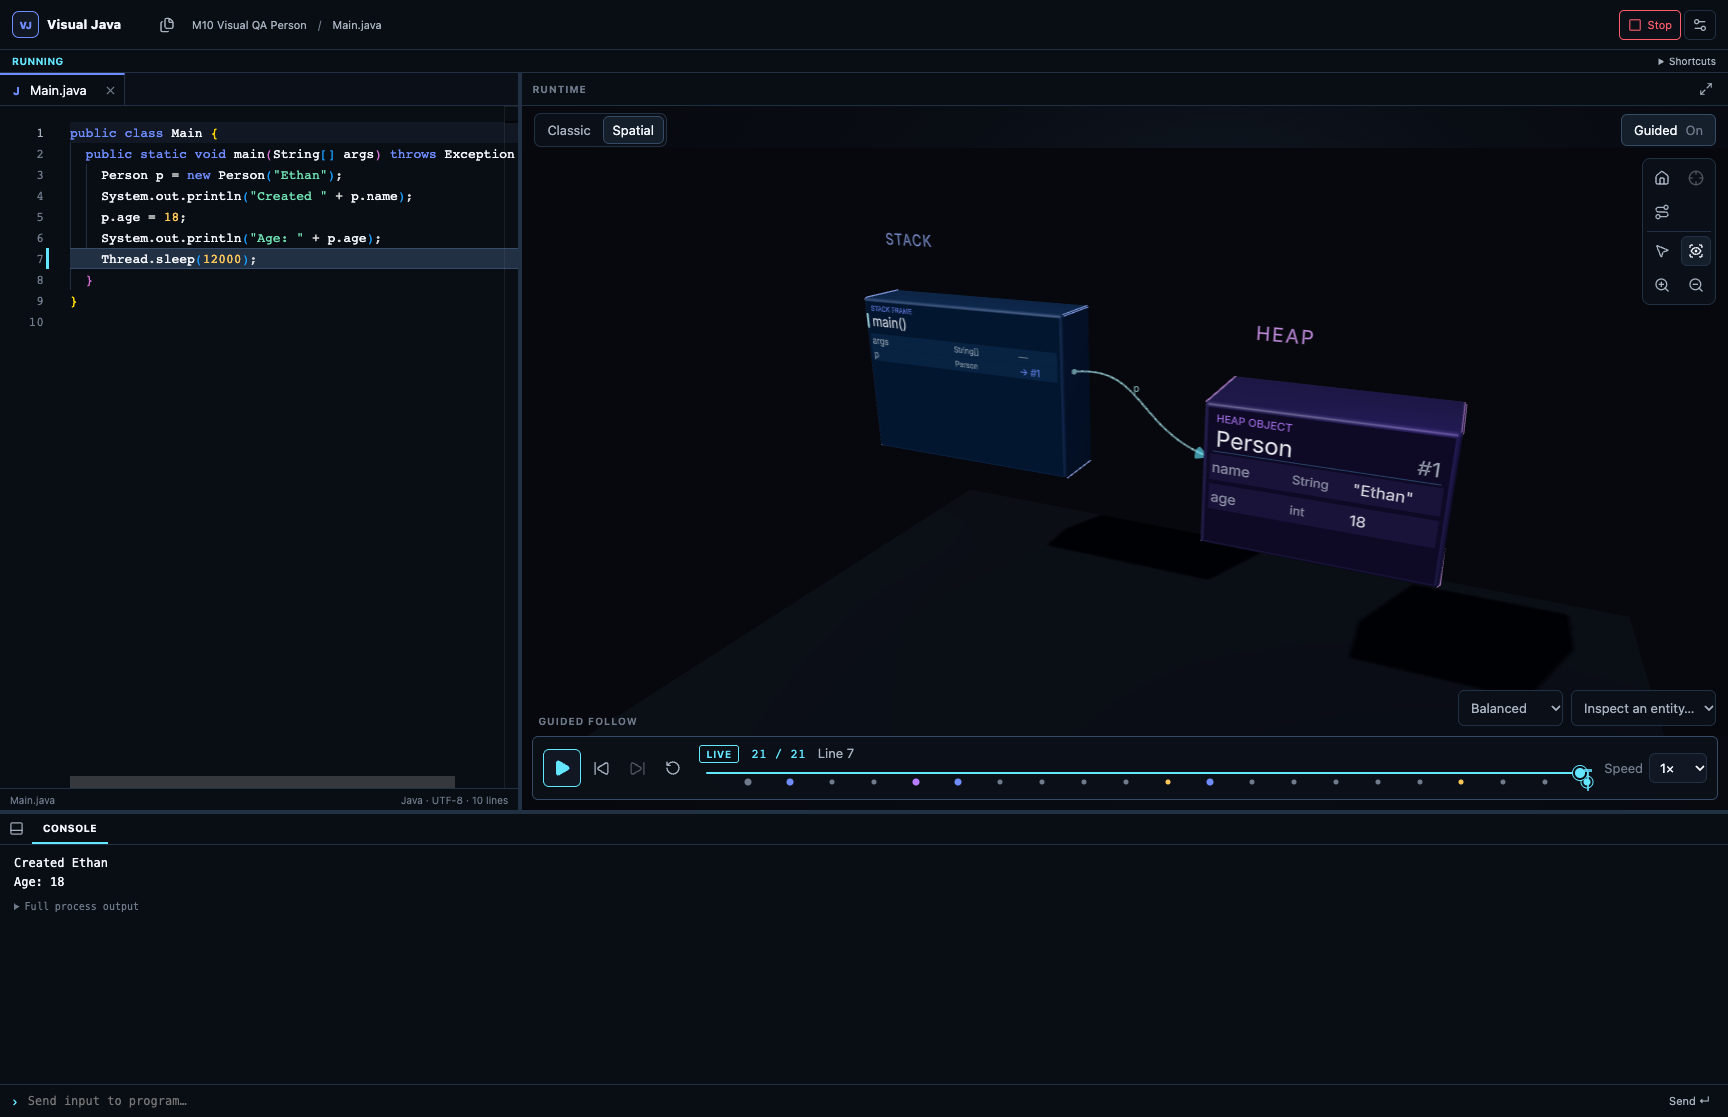 VJ Visual Java M10 Visual QA Person / Main.java Stop
RUNNING Shortcuts
J Main.java
RUNTIME
Classic Spatial Guided On
1 public class Main {
2 public static void main(String[] args) throws Exception
3 Person p = new Person("Ethan");
4 System.out.println("Created " + p.name);
5 p.age = 18;
6 System.out.println("Age: " + p.age);
7 Thread.sleep(12000);
8 }
9 }
10
STACK
STACK FRAME
main()
args String[] —
p Person → #1
p
HEAP
HEAP OBJECT
Person
#1
name String "Ethan"
age int 18
Balanced Inspect an entity...
GUIDED FOLLOW
LIVE 21 / 21 Line 7
Speed 1×
Main.java Java · UTF-8 · 10 lines
CONSOLE
Created Ethan
Age: 18
Full process output
› Send input to program… Send ↵